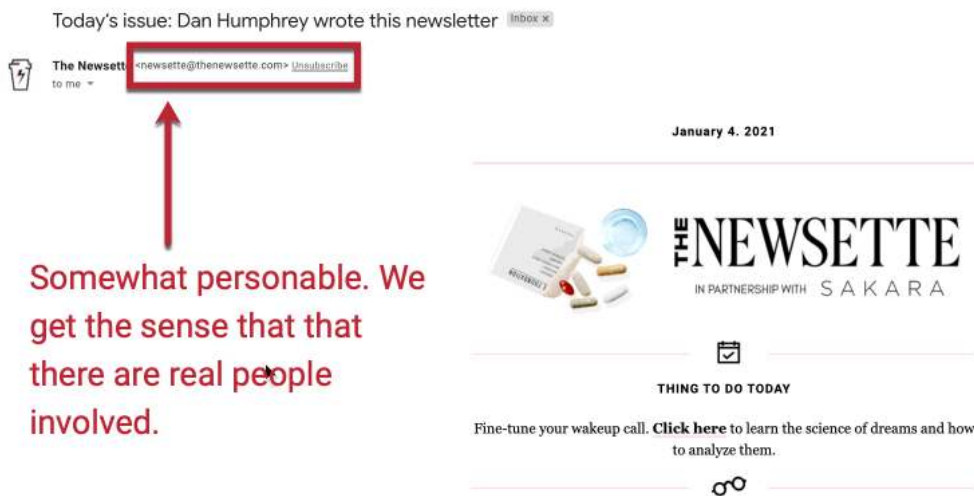 Today's issue: Dan Humphrey wrote this newsletter Inbox x
The Newsett <newsette@thenewsette.com> Unsubscribe
to me
January 4. 2021
THE NEWSETTE
IN PARTNERSHIP WITH SAKARA
Somewhat personable. We
get the sense that that
there are real people
involved.
THING TO DO TODAY
Fine-tune your wakeup call. Click here to learn the science of dreams and how
to analyze them.